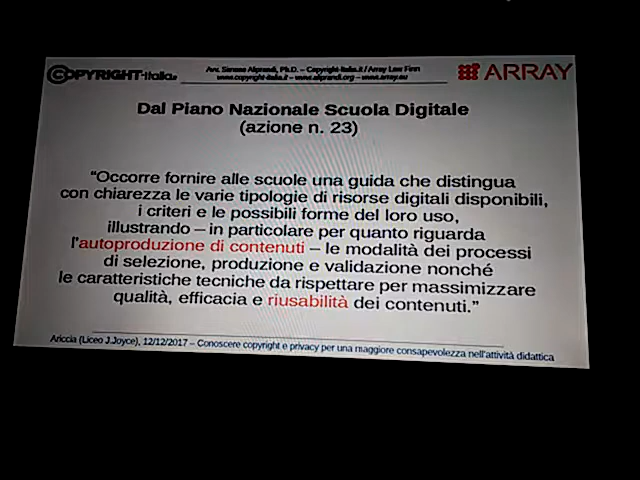 COPYRIGHT-Italia.it
Avv. Simone Aliprandi, Ph.D. – Copyright-Italia.it / Array Law Firm
www.copyright-italia.it – www.aliprandi.org – www.array.eu
ARRAY
Dal Piano Nazionale Scuola Digitale
(azione n. 23)
“Occorre fornire alle scuole una guida che distingua
con chiarezza le varie tipologie di risorse digitali disponibili,
i criteri e le possibili forme del loro uso,
illustrando – in particolare per quanto riguarda
l'autoproduzione di contenuti – le modalità dei processi
di selezione, produzione e validazione nonché
le caratteristiche tecniche da rispettare per massimizzare
qualità, efficacia e riusabilità dei contenuti.”
Ariccia (Liceo J.Joyce), 12/12/2017 – Conoscere copyright e privacy per una maggiore consapevolezza nell'attività didattica